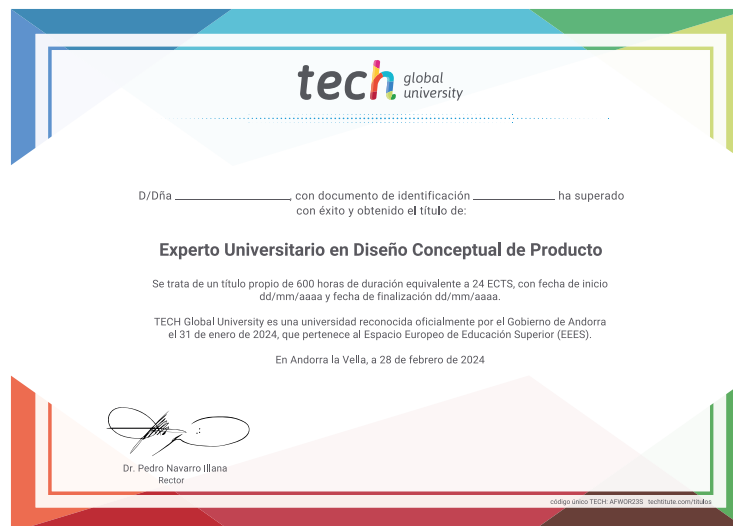 tech global university
D/Dña ____________________, con documento de identificación ______________ ha superado
con éxito y obtenido el título de:
Experto Universitario en Diseño Conceptual de Producto
Se trata de un título propio de 600 horas de duración equivalente a 24 ECTS, con fecha de inicio
dd/mm/aaaa y fecha de finalización dd/mm/aaaa.
TECH Global University es una universidad reconocida oficialmente por el Gobierno de Andorra
el 31 de enero de 2024, que pertenece al Espacio Europeo de Educación Superior (EEES).
En Andorra la Vella, a 28 de febrero de 2024
Dr. Pedro Navarro Illana
Rector
código único TECH: AFWOR23S techtitute.com/titulos